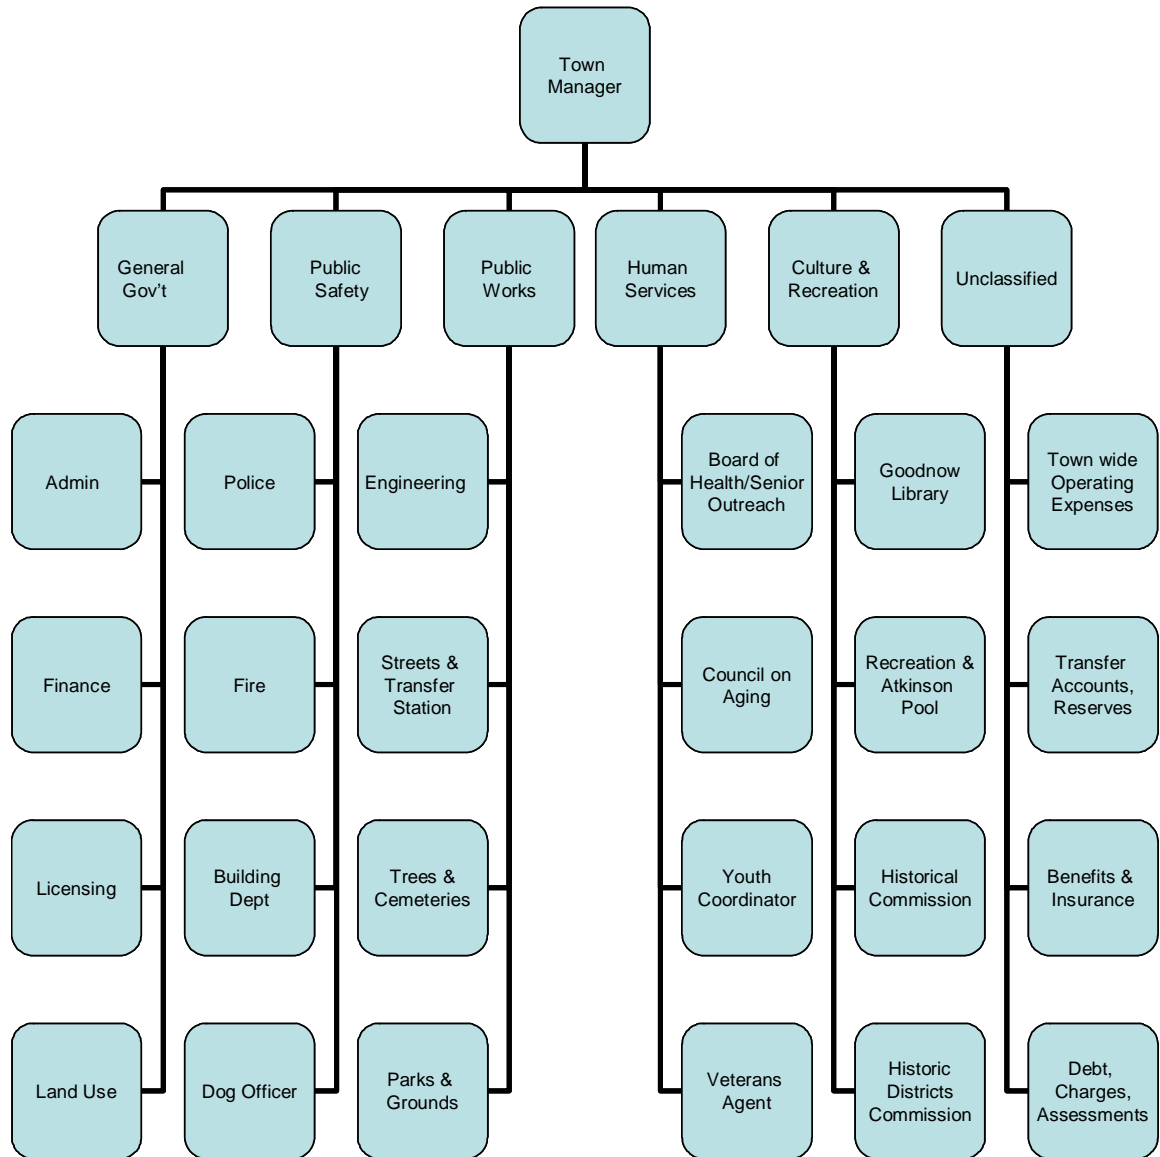 Town
Manager
General
Gov't
Public
Safety
Public
Works
Human
Services
Culture &
Recreation
Unclassified
Admin
Police
Engineering
Board of
Health/Senior
Outreach
Goodnow
Library
Town wide
Operating
Expenses
Finance
Fire
Streets &
Transfer
Station
Council on
Aging
Recreation &
Atkinson
Pool
Transfer
Accounts,
Reserves
Licensing
Building
Dept
Trees &
Cemeteries
Youth
Coordinator
Historical
Commission
Benefits &
Insurance
Land Use
Dog Officer
Parks &
Grounds
Veterans
Agent
Historic
Districts
Commission
Debt,
Charges,
Assessments